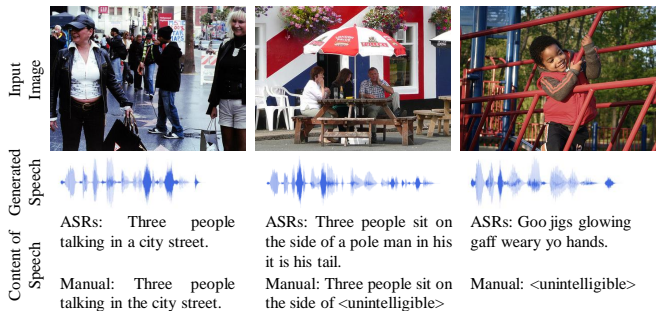 Input
Image
Generated
Speech
Content of
Speech
ASRs: Three people
talking in a city street.
Manual: Three people
talking in the city street.
ASRs: Three people sit on
the side of a pole man in his
it is his tail.
Manual: Three people sit on
the side of <unintelligible>
ASRs: Goo jigs glowing
gaff weary yo hands.
Manual: <unintelligible>